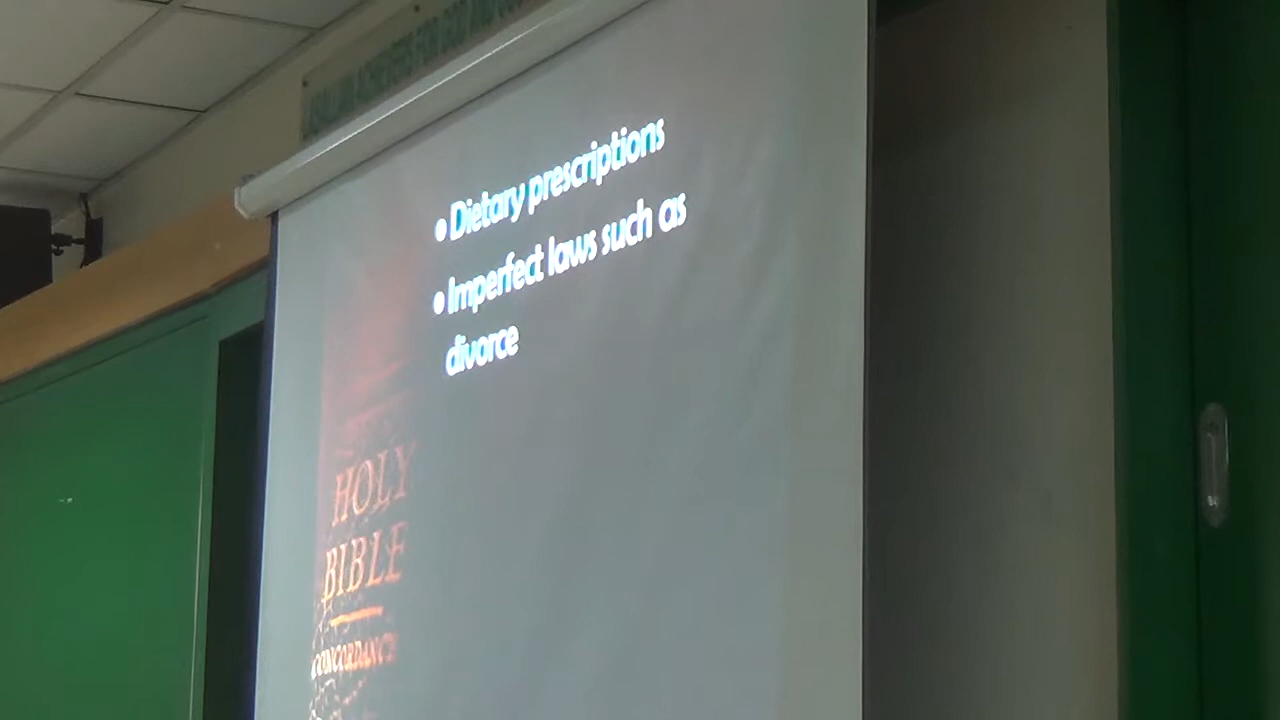 • Dietary prescriptions
• Imperfect laws such as
divorce
HOLY
BIBLE
CONCORDANCE